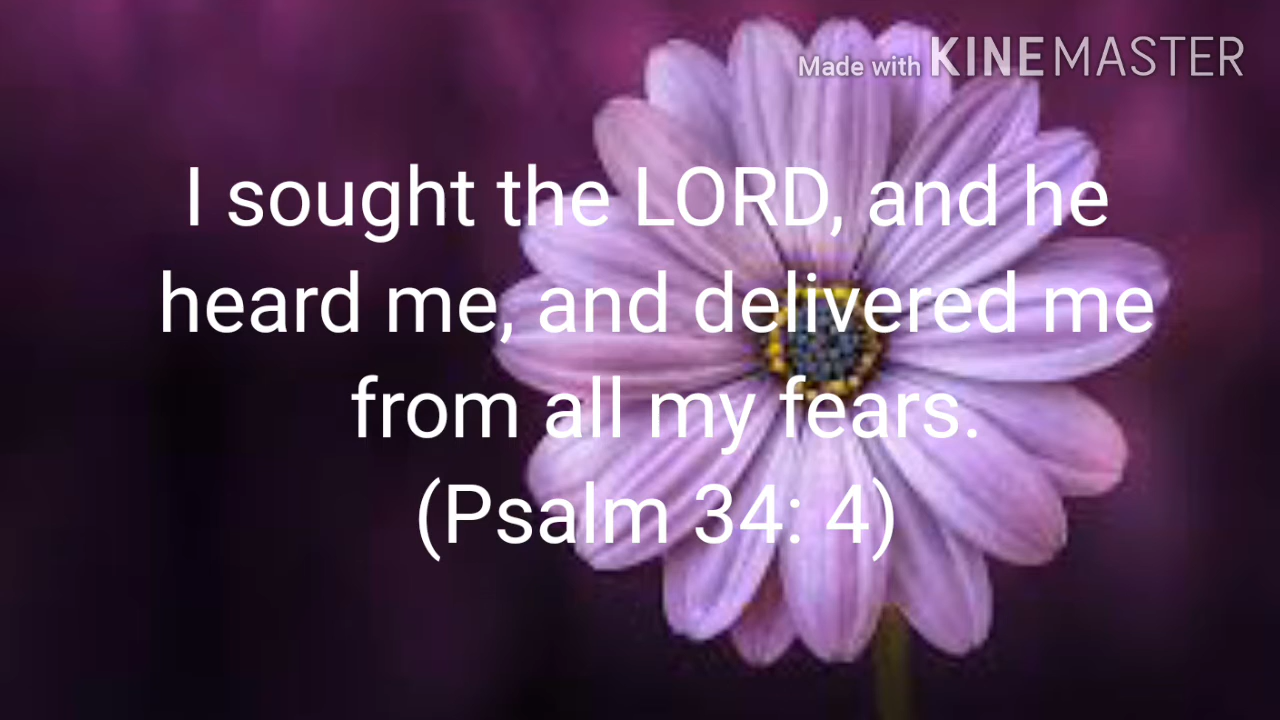 Made with KINEMASTER
I sought the LORD, and he
heard me, and delivered me
from all my fears.
(Psalm 34: 4)